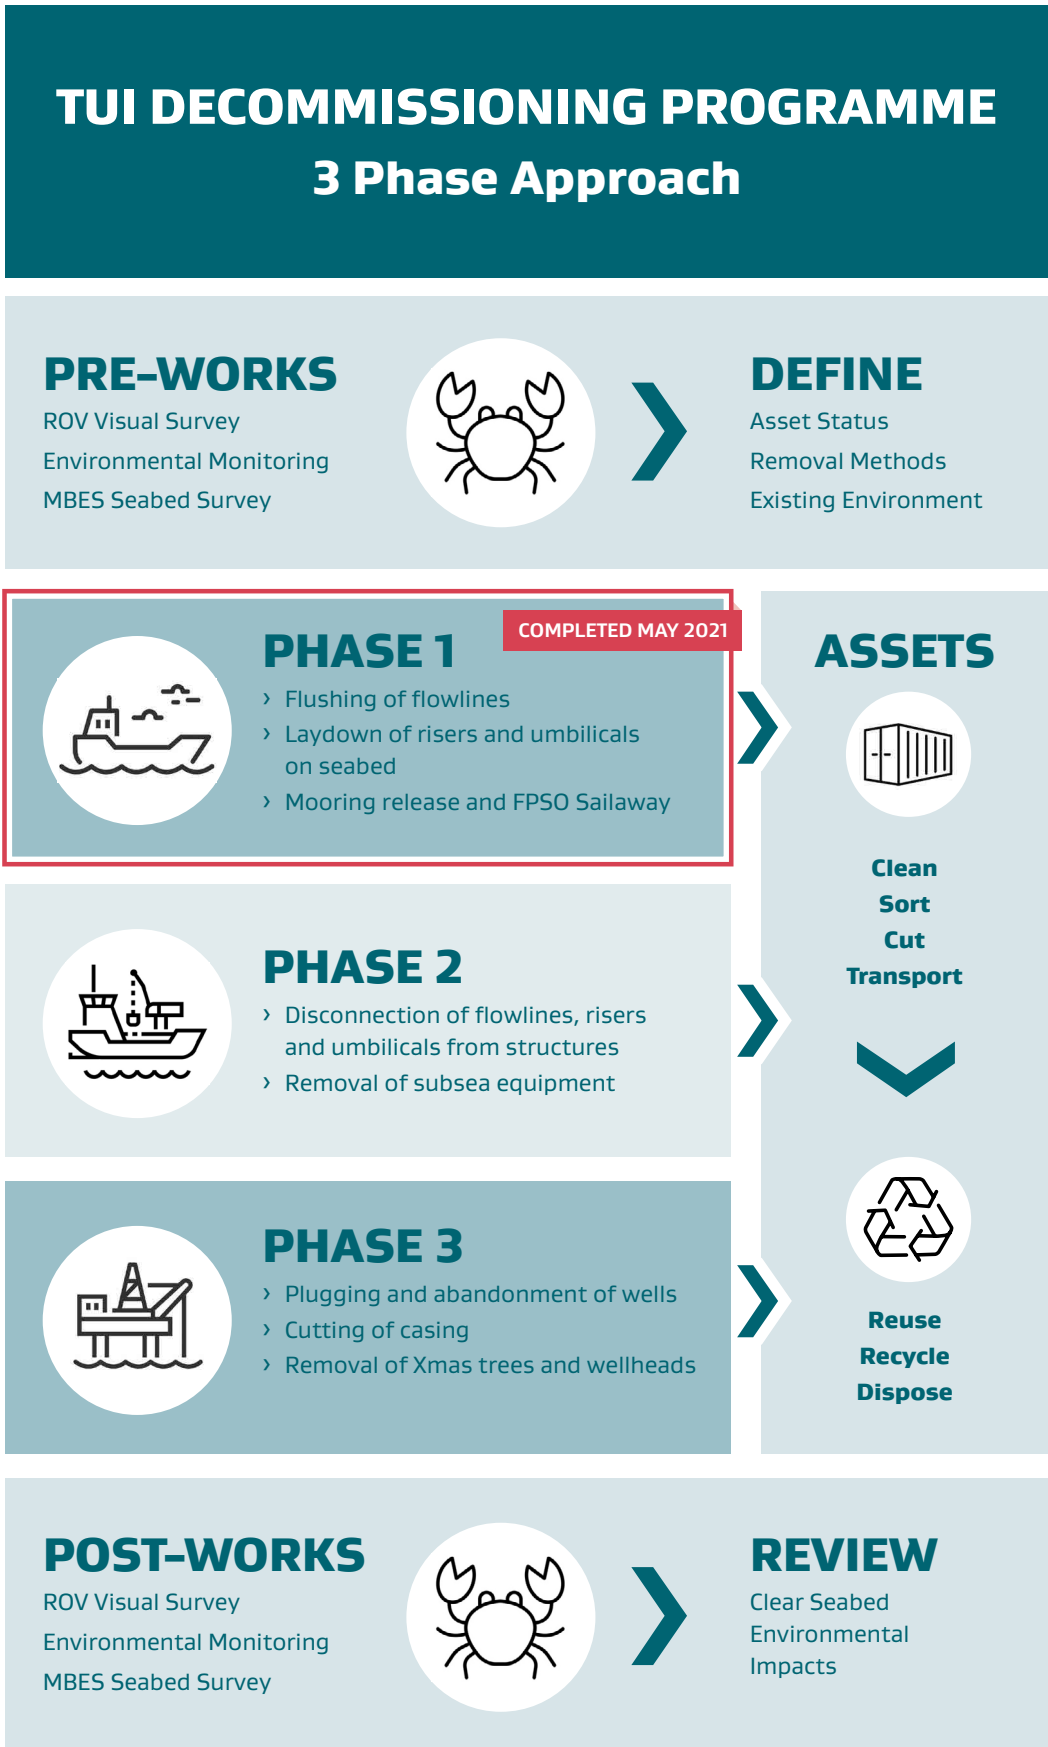 TUI DECOMMISSIONING PROGRAMME
3 Phase Approach
PRE-WORKS
ROV Visual Survey
Environmental Monitoring
MBES Seabed Survey
DEFINE
Asset Status
Removal Methods
Existing Environment
PHASE 1
COMPLETED MAY 2021
› Flushing of flowlines
› Laydown of risers and umbilicals
on seabed
› Mooring release and FPSO Sailaway
PHASE 2
› Disconnection of flowlines, risers
and umbilicals from structures
› Removal of subsea equipment
PHASE 3
› Plugging and abandonment of wells
› Cutting of casing
› Removal of Xmas trees and wellheads
ASSETS
Clean
Sort
Cut
Transport
Reuse
Recycle
Dispose
POST-WORKS
ROV Visual Survey
Environmental Monitoring
MBES Seabed Survey
REVIEW
Clear Seabed
Environmental
Impacts